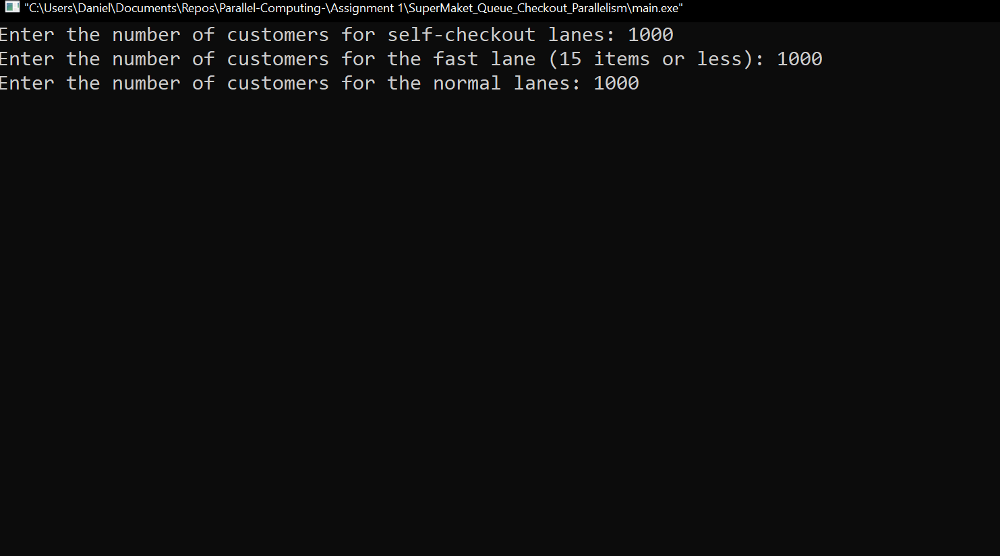 "C:\Users\Daniel\Documents\Repos\Parallel-Computing-\Assignment 1\SuperMaket_Queue_Checkout_Parallelism\main.exe"
Enter the number of customers for self-checkout lanes: 1000
Enter the number of customers for the fast lane (15 items or less): 1000
Enter the number of customers for the normal lanes: 1000